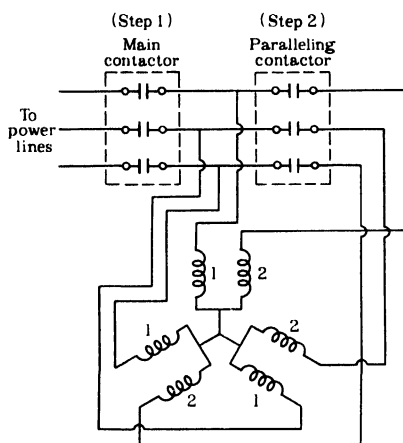 (Step 1)
Main
contactor
(Step 2)
Paralleling
contactor
To
power
lines
1
2
1
2
2
1